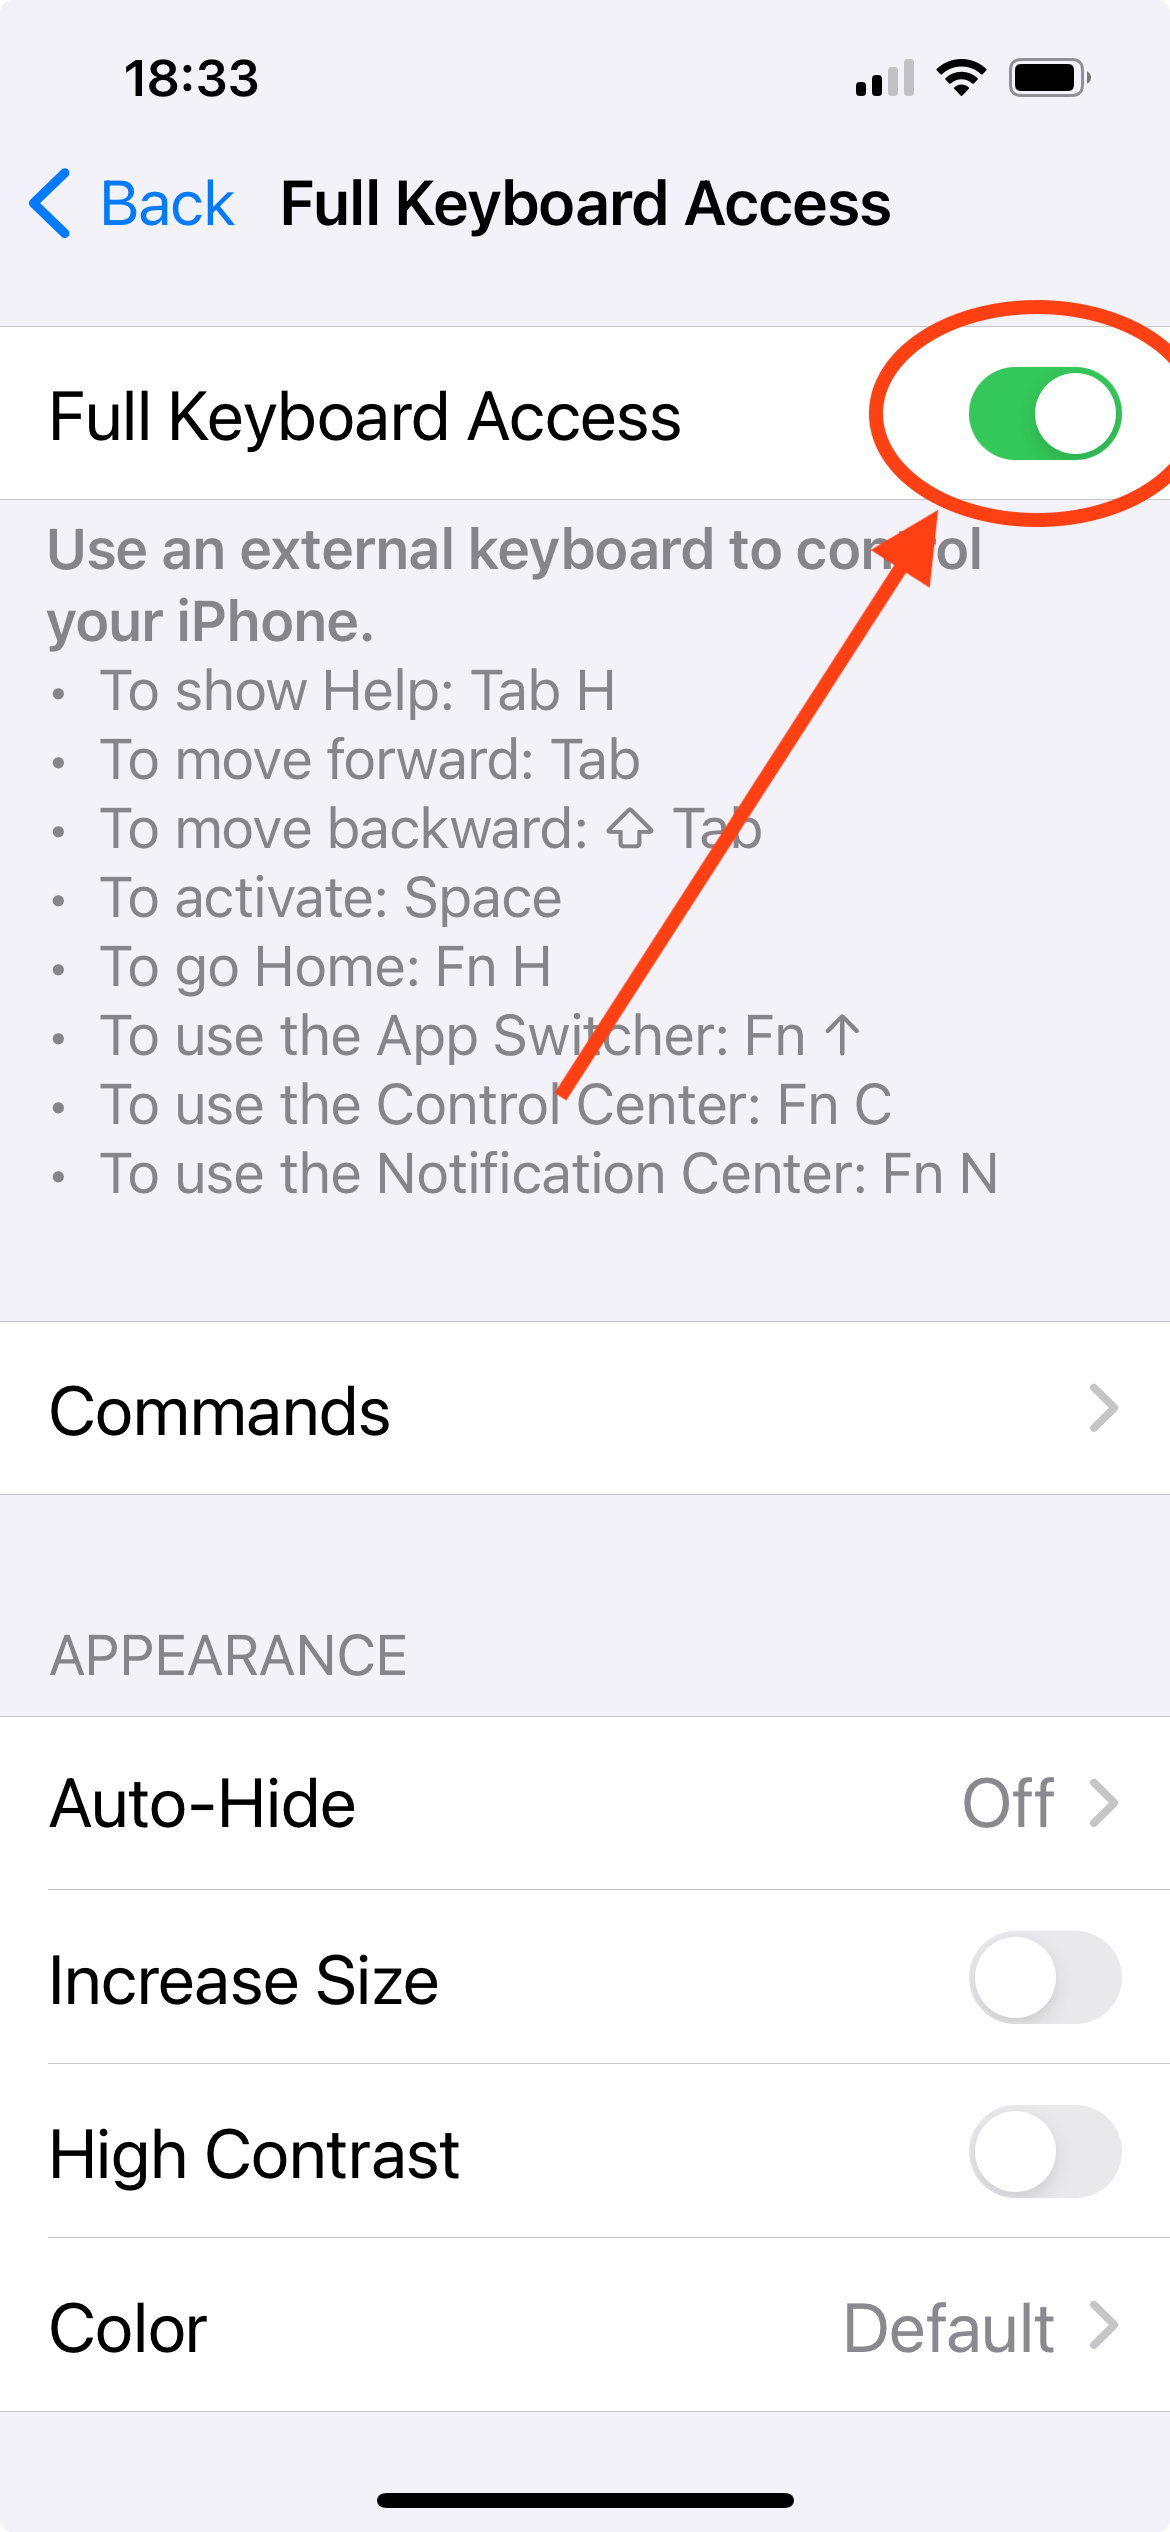 18:33
Back Full Keyboard Access
Full Keyboard Access
Use an external keyboard to control
your iPhone.
• To show Help: Tab H
• To move forward: Tab
• To move backward: ⇧ Tab
• To activate: Space
• To go Home: Fn H
• To use the App Switcher: Fn ↑
• To use the Control Center: Fn C
• To use the Notification Center: Fn N
Commands
APPEARANCE
Auto-Hide Off
Increase Size
High Contrast
Color Default